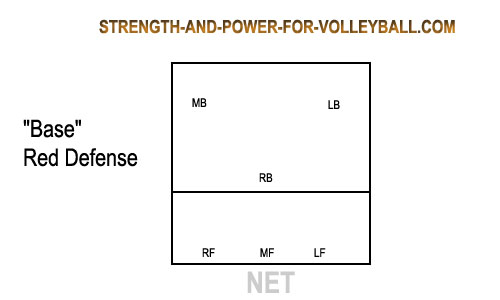 STRENGTH-AND-POWER-FOR-VOLLEYBALL.COM
"Base"
Red Defense
MB LB
RB
RF MF LF
NET